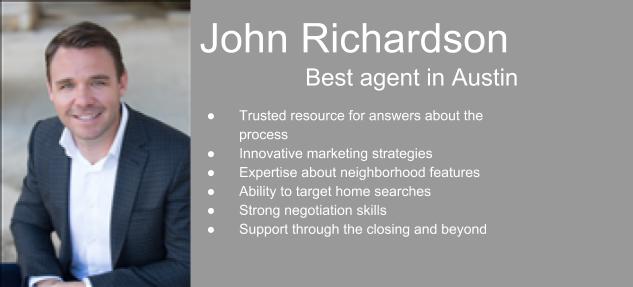 John Richardson
Best agent in Austin
● Trusted resource for answers about the
process
● Innovative marketing strategies
● Expertise about neighborhood features
● Ability to target home searches
● Strong negotiation skills
● Support through the closing and beyond